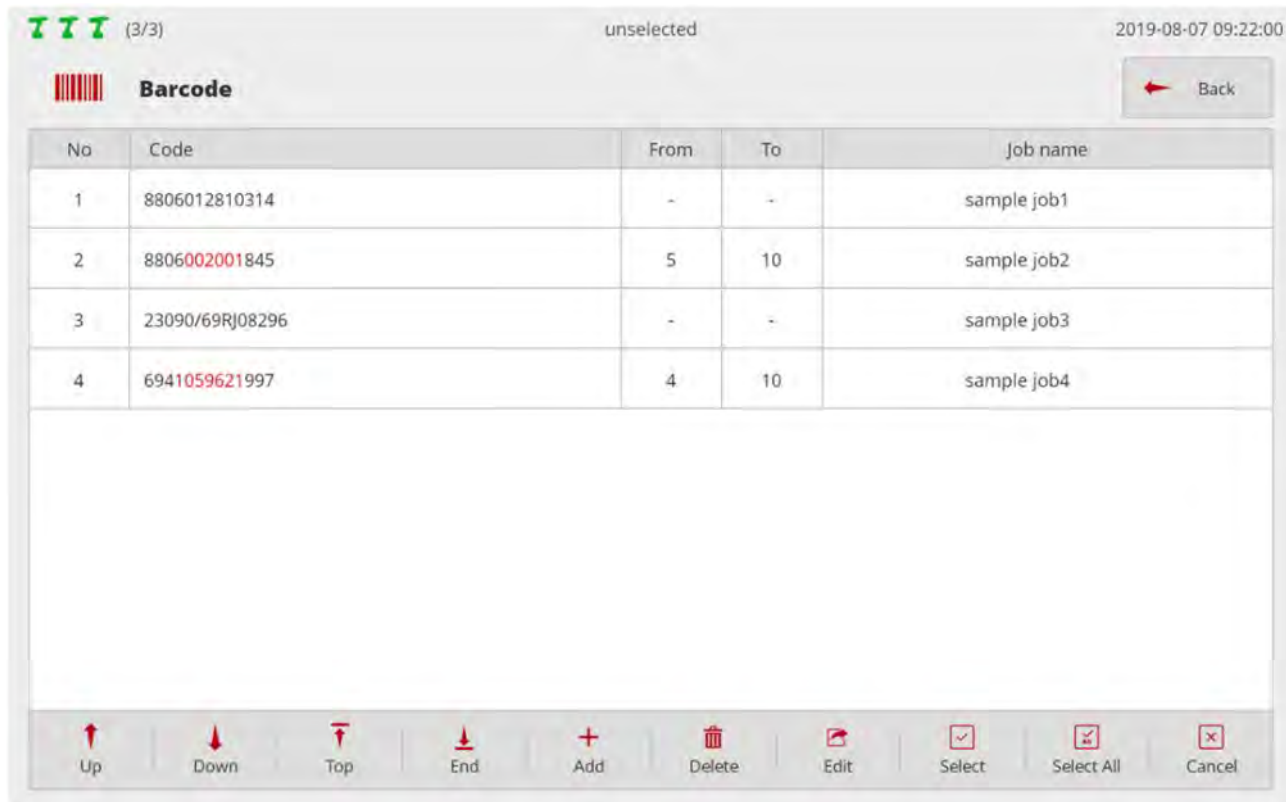 (3/3) unselected 2019-08-07 09:22:00
Barcode Back
No Code From To Job name
1 8806012810314 - - sample job1
2 8806002001845 5 10 sample job2
3 23090/69RJ08296 - - sample job3
4 6941059621997 4 10 sample job4
Up Down Top End Add Delete Edit Select Select All Cancel